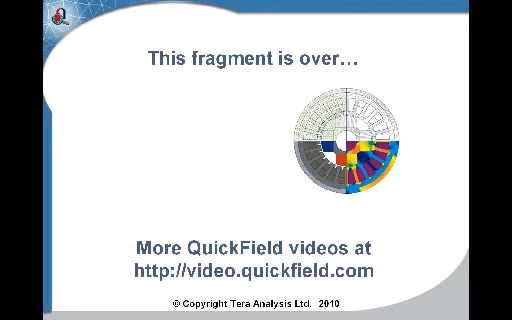 This fragment is over…
More QuickField videos at
http://video.quickfield.com
© Copyright Tera Analysis Ltd. 2010